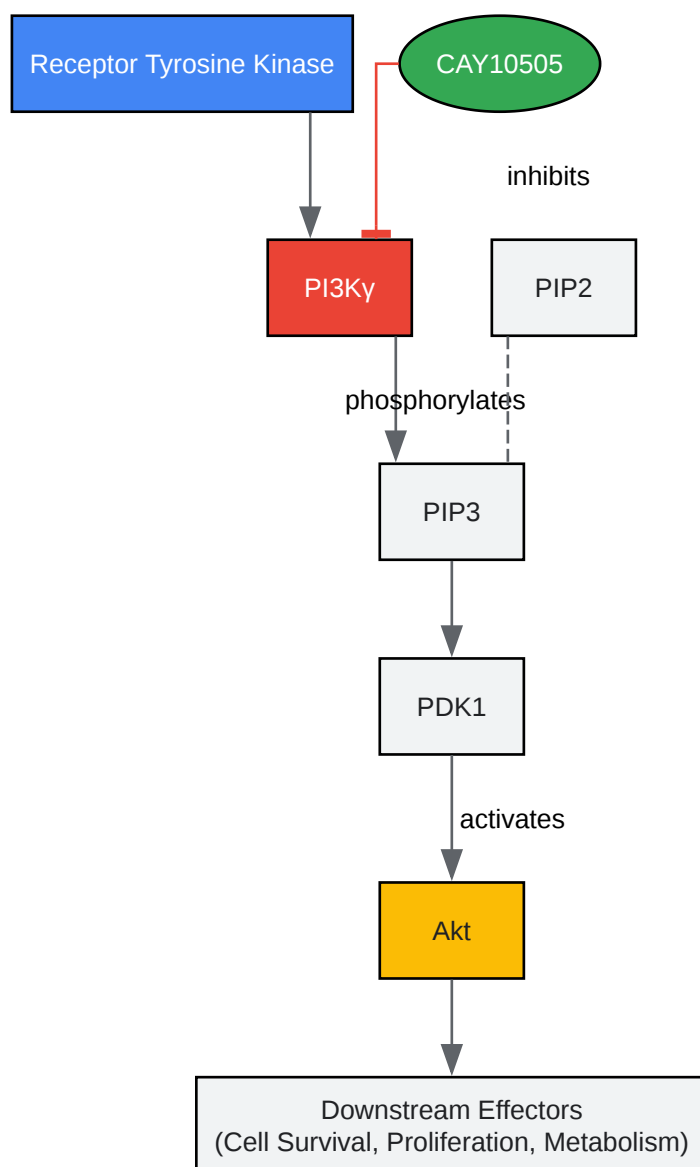 Receptor Tyrosine Kinase
CAY10505
inhibits
PI3Kγ
PIP2
phosphorylates
PIP3
PDK1
activates
Akt
Downstream Effectors
(Cell Survival, Proliferation, Metabolism)